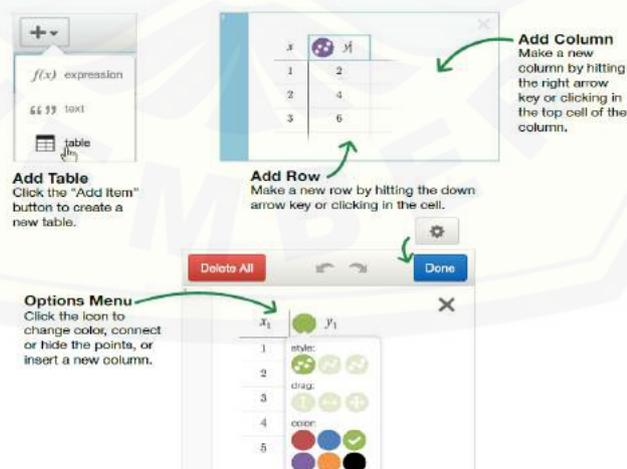 f(x) expression
text
table
Add Table
Click the "Add Item"
button to create a
new table.
x y
1 2
2 4
3 6
Add Column
Make a new
column by hitting
the right arrow
key or clicking in
the top cell of the
column.
Add Row
Make a new row by hitting the down
arrow key or clicking in the cell.
Delete All
Done
Options Menu
Click the icon to
change color, connect
or hide the points, or
insert a new column.
x₁ y₁
1
2
3
4
5
style:
drag:
color: